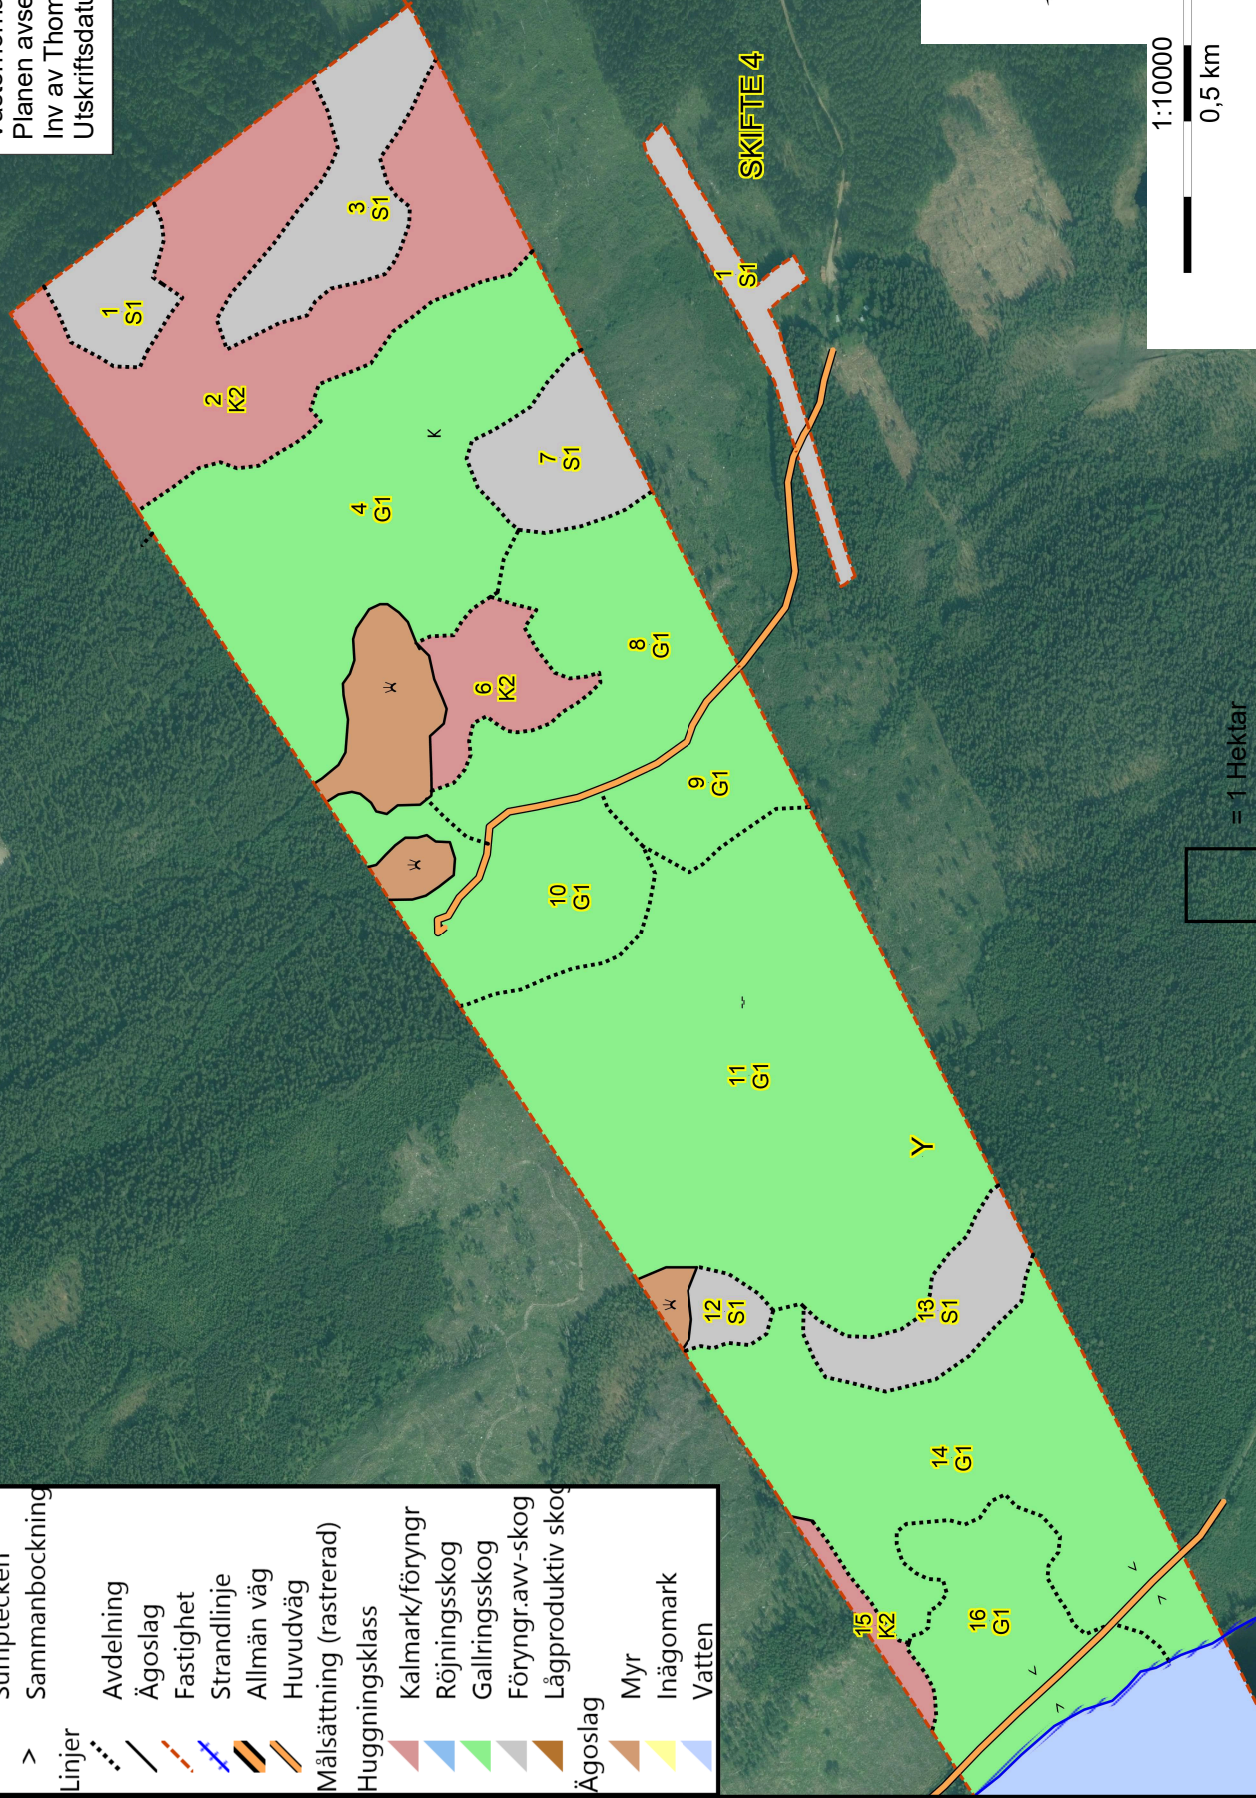 Planen avse
Inv av Thom
Utskriftsdatu
1
S1
2
K2
3
S1
4
G1
K
6
K2
7
S1
8
G1
9
G1
10
G1
11
G1
Y
12
S1
13
S1
14
G1
15
K2
16
G1
1
S1
SKIFTE 4
1:10000
0,5 km
= 1 Hektar
Sammanbockning
Linjer
Avdelning
Ägoslag
Fastighet
Strandlinje
Allmän väg
Huvudväg
Målsättning (rastrerad)
Huggningsklass
Kalmark/föryngr
Röjningsskog
Gallringsskog
Föryngr.avv-skog
Lågproduktiv skog
Ägoslag
Myr
Inägomark
Vatten